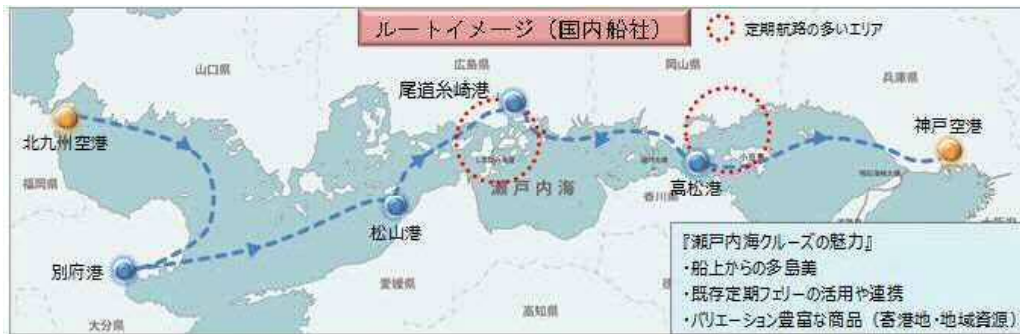 ルートイメージ（国内船社）
定期航路の多いエリア
山口県
広島県
岡山県
兵庫県
尾道糸崎港
北九州空港
神戸空港
福岡県
瀬戸内海
香川県
高松港
松山港
別府港
愛媛県
高知県
大分県
『瀬戸内海クルーズの魅力』
・船上からの多島美
・既存定期フェリーの活用や連携
・バリエーション豊富な商品（寄港地・地域資源）